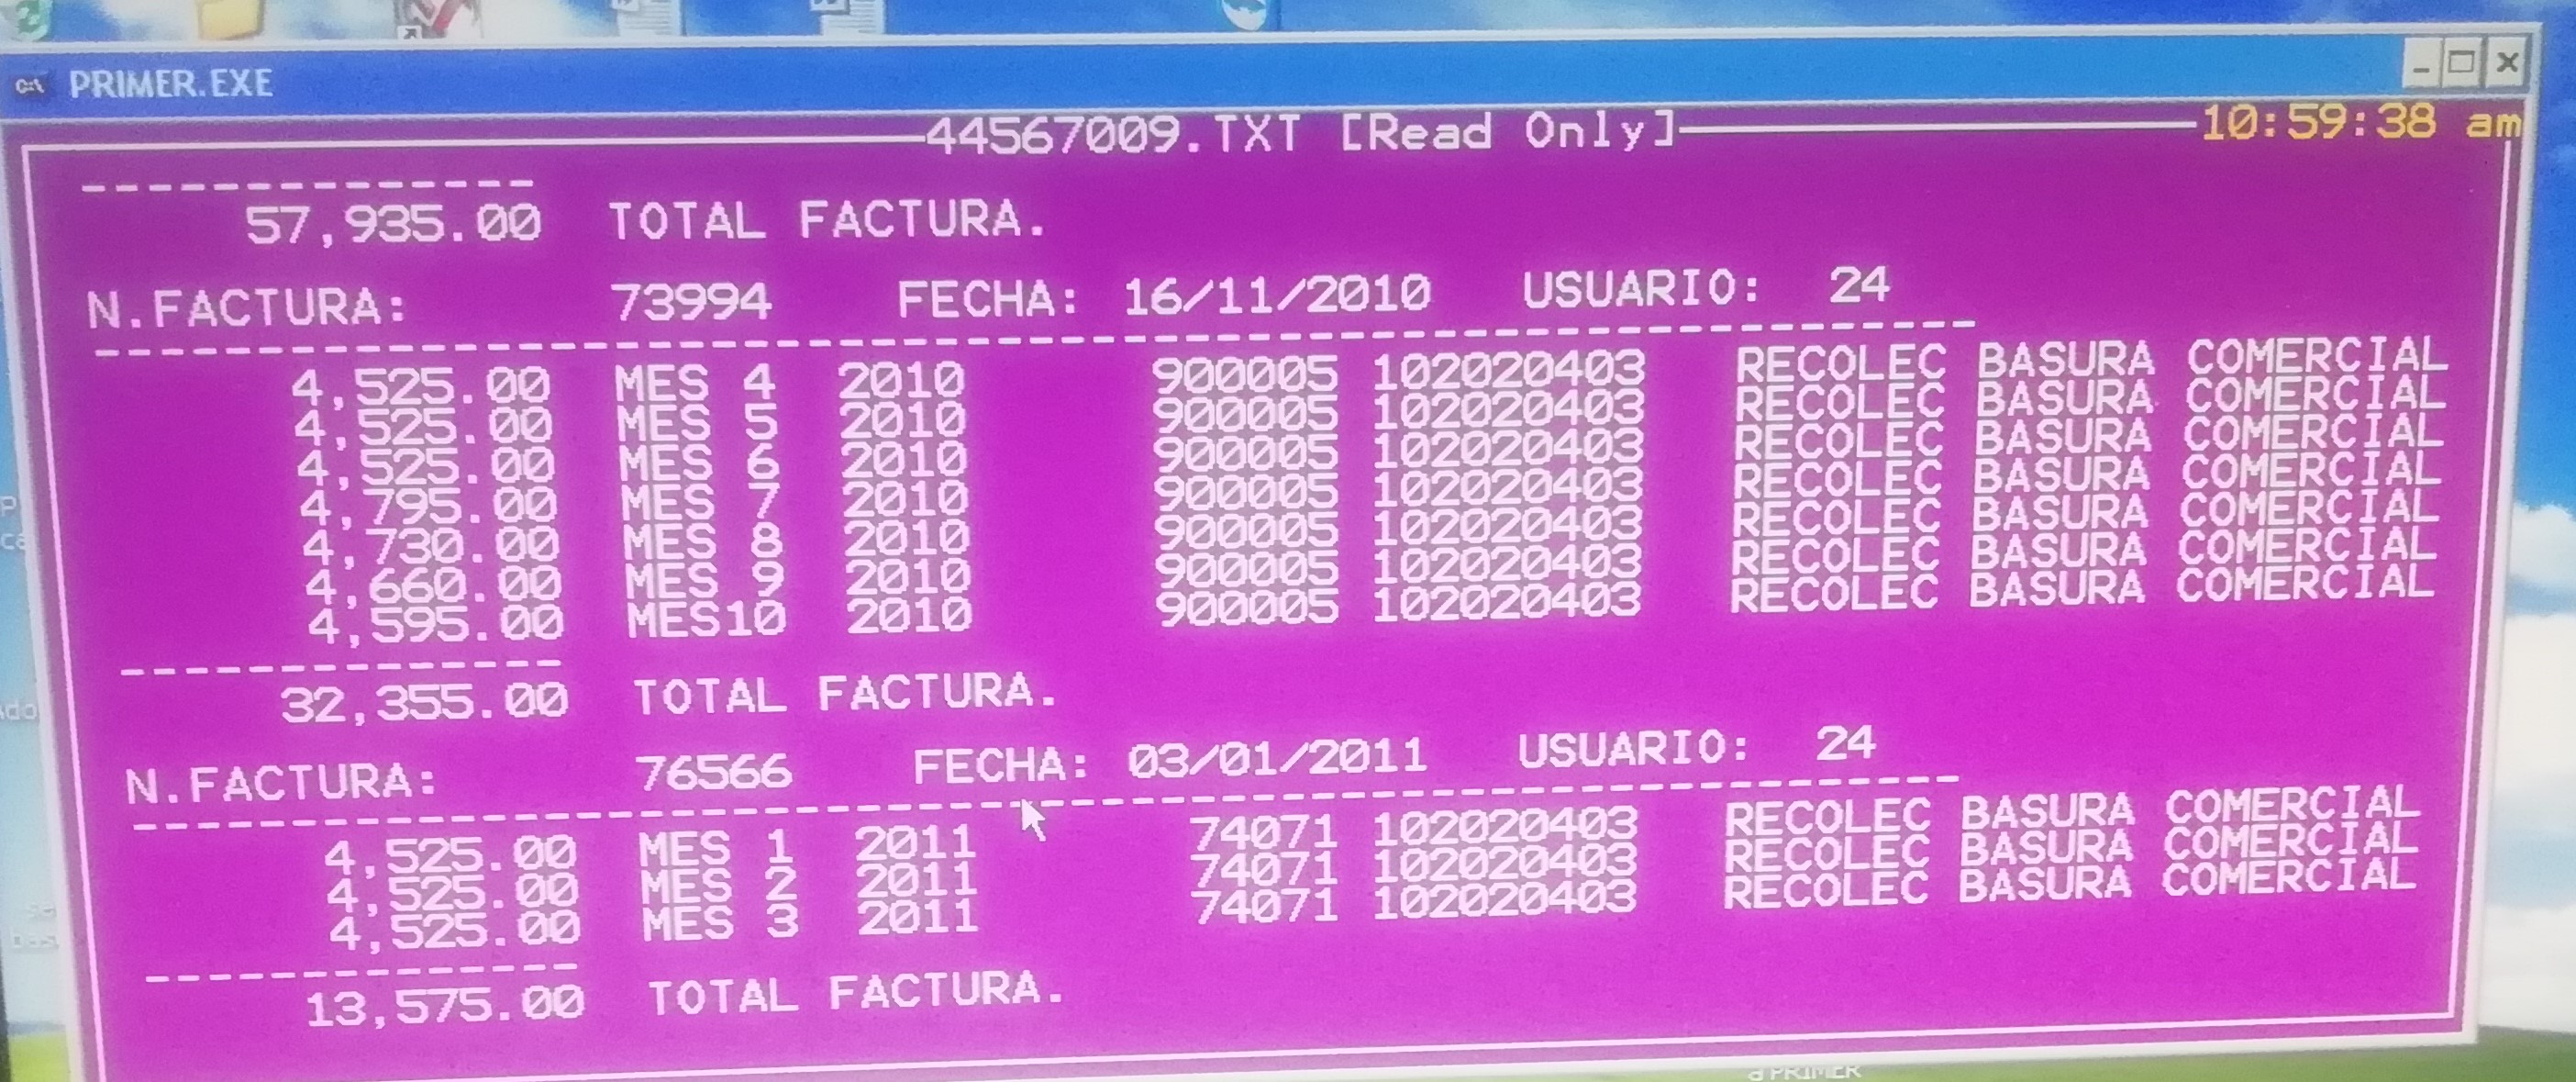 PRIMER.EXE
44567009.TXT [Read Only] 10:59:38 am
--------------
57,935.00 TOTAL FACTURA.
N.FACTURA: 73994 FECHA: 16/11/2010 USUARIO: 24
------------------------------------------------------------
4,525.00 MES 4 2010 900005 102020403 RECOLEC BASURA COMERCIAL
4,525.00 MES 5 2010 900005 102020403 RECOLEC BASURA COMERCIAL
4,525.00 MES 6 2010 900005 102020403 RECOLEC BASURA COMERCIAL
4,795.00 MES 7 2010 900005 102020403 RECOLEC BASURA COMERCIAL
4,730.00 MES 8 2010 900005 102020403 RECOLEC BASURA COMERCIAL
4,660.00 MES 9 2010 900005 102020403 RECOLEC BASURA COMERCIAL
4,595.00 MES10 2010 900005 102020403 RECOLEC BASURA COMERCIAL
--------------
32,355.00 TOTAL FACTURA.
N.FACTURA: 76566 FECHA: 03/01/2011 USUARIO: 24
------------------------------------------------------------
4,525.00 MES 1 2011 74071 102020403 RECOLEC BASURA COMERCIAL
4,525.00 MES 2 2011 74071 102020403 RECOLEC BASURA COMERCIAL
4,525.00 MES 3 2011 74071 102020403 RECOLEC BASURA COMERCIAL
--------------
13,575.00 TOTAL FACTURA.
PRIMER